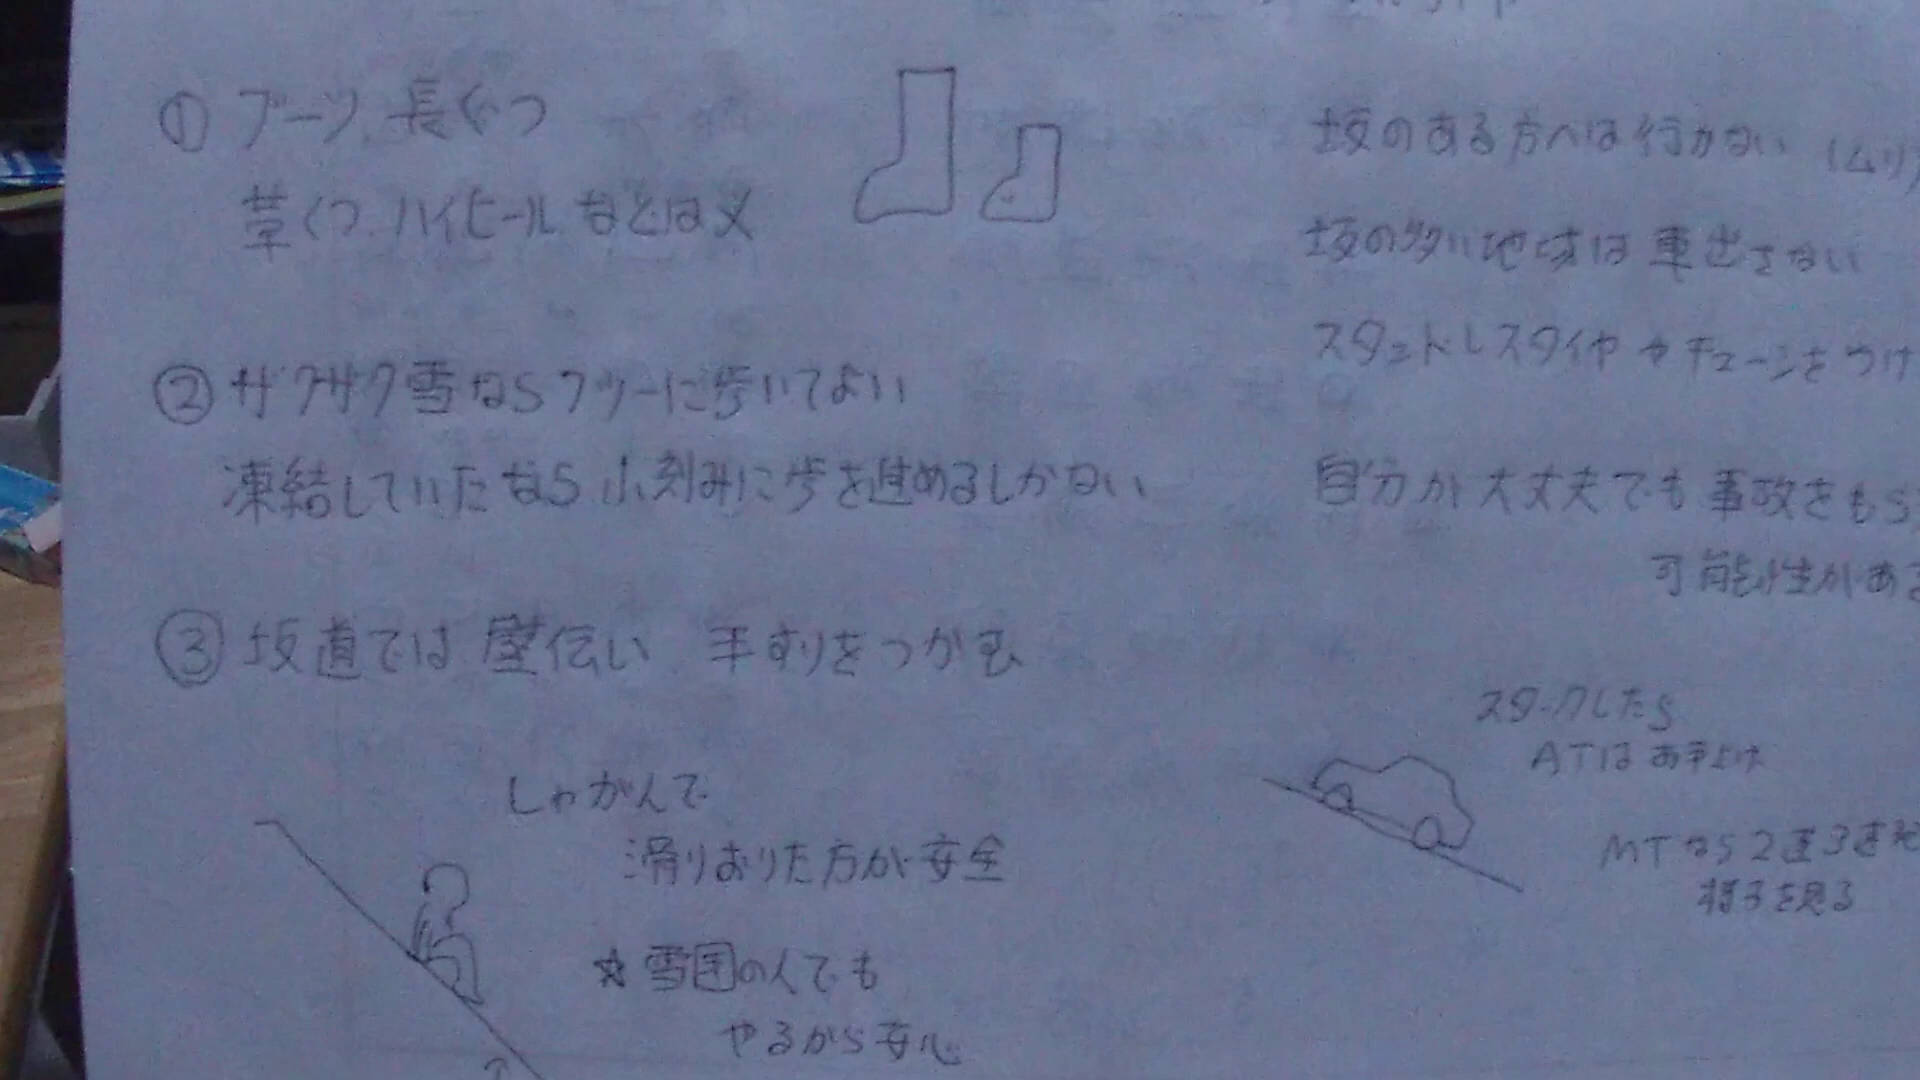 ① ブーツ、長ぐつ
革くつ、ハイヒールなどは×
② ザクザク雪ならフツーに歩いてよい
凍結していたなら小刻みに歩を進めるしかない
③ 坂道では壁伝い 手すりをつかむ
しゃがんで
滑りおりた方が安全
☆雪国の人でも
やるから安心
坂のある方へは行かない (ムリ
坂の多い地域は車出さない
スタッドレスタイヤやチェーンをつけ
自分が大丈夫でも事故をもら
可能性がある
スタックしたら
ATはお手上げ
MTなら2速3速
様子を見る